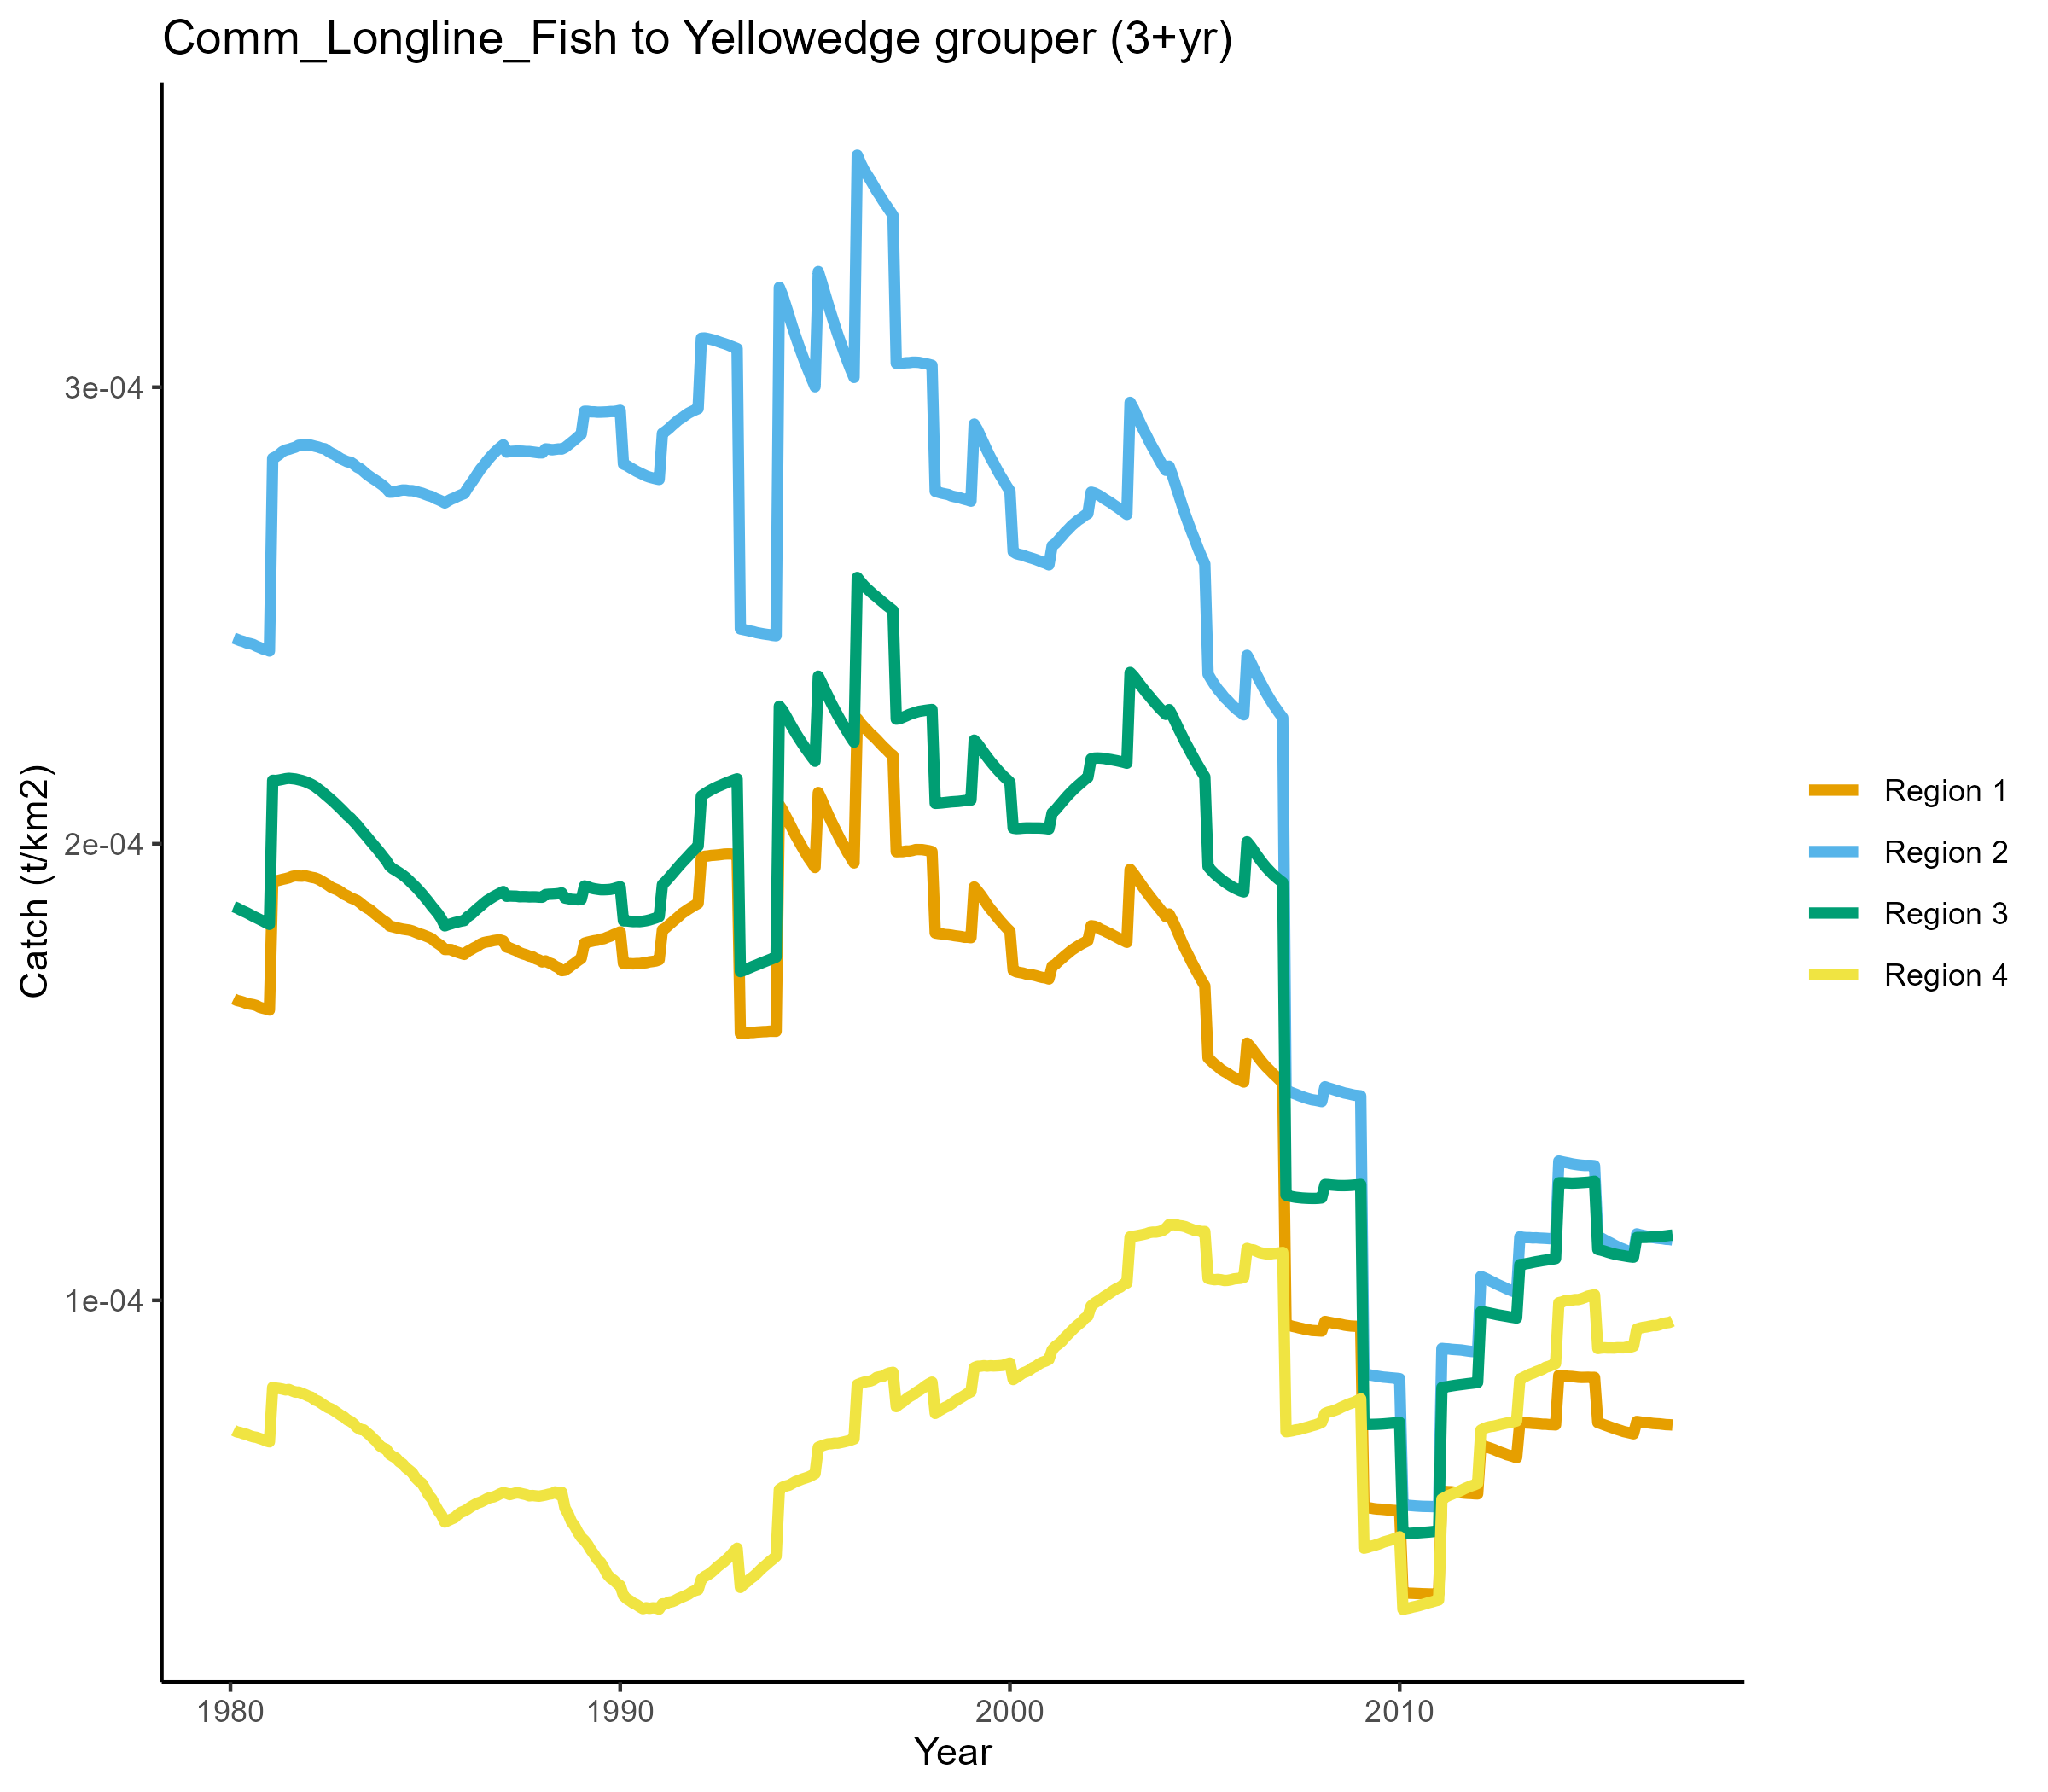 Comm_Longline_Fish to Yellowedge grouper (3+yr)
Catch (t/km2)
3e-04
2e-04
1e-04
1980 1990 2000 2010
Year
Region 1
Region 2
Region 3
Region 4